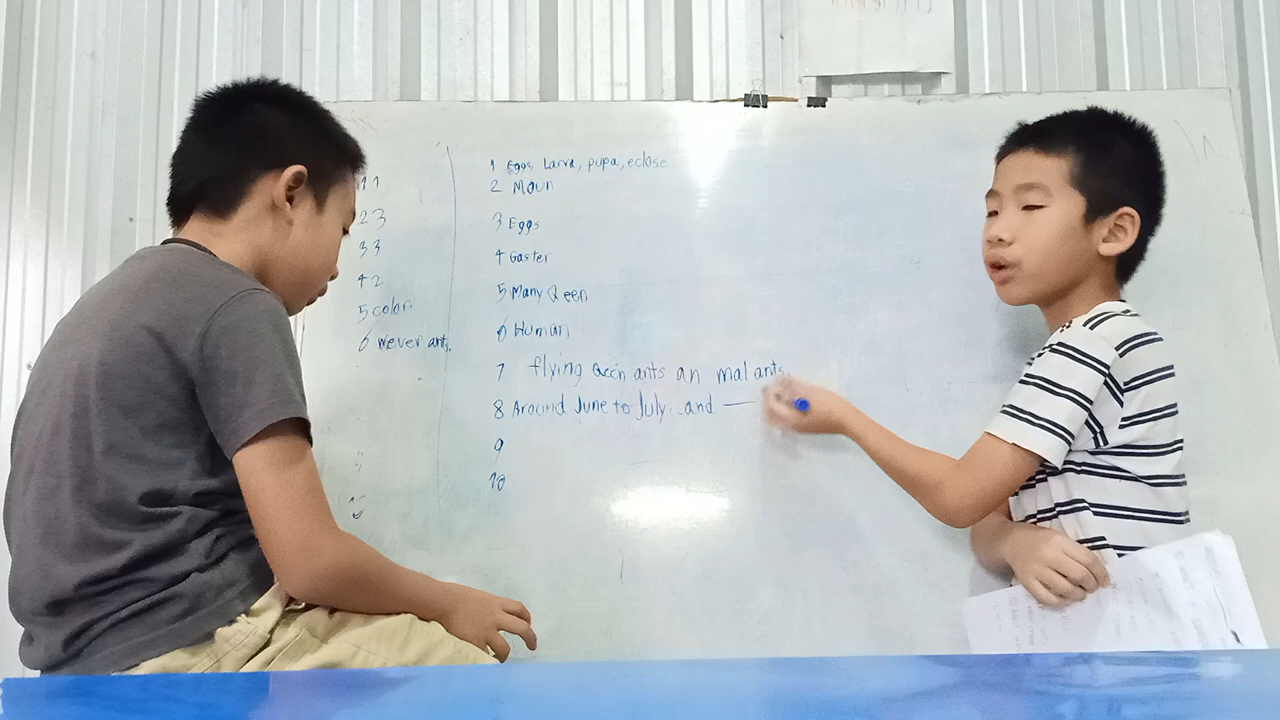 1 1
2 3
3 3
4 2
5 color
6 wever ants.
1 Eggs, Larva, pupa, eclose
2 Moun
3 Eggs
4 Gaster
5 Many Qeen
6 Human
7 flying ants an mal ants
8 Around June to July and —
9
10